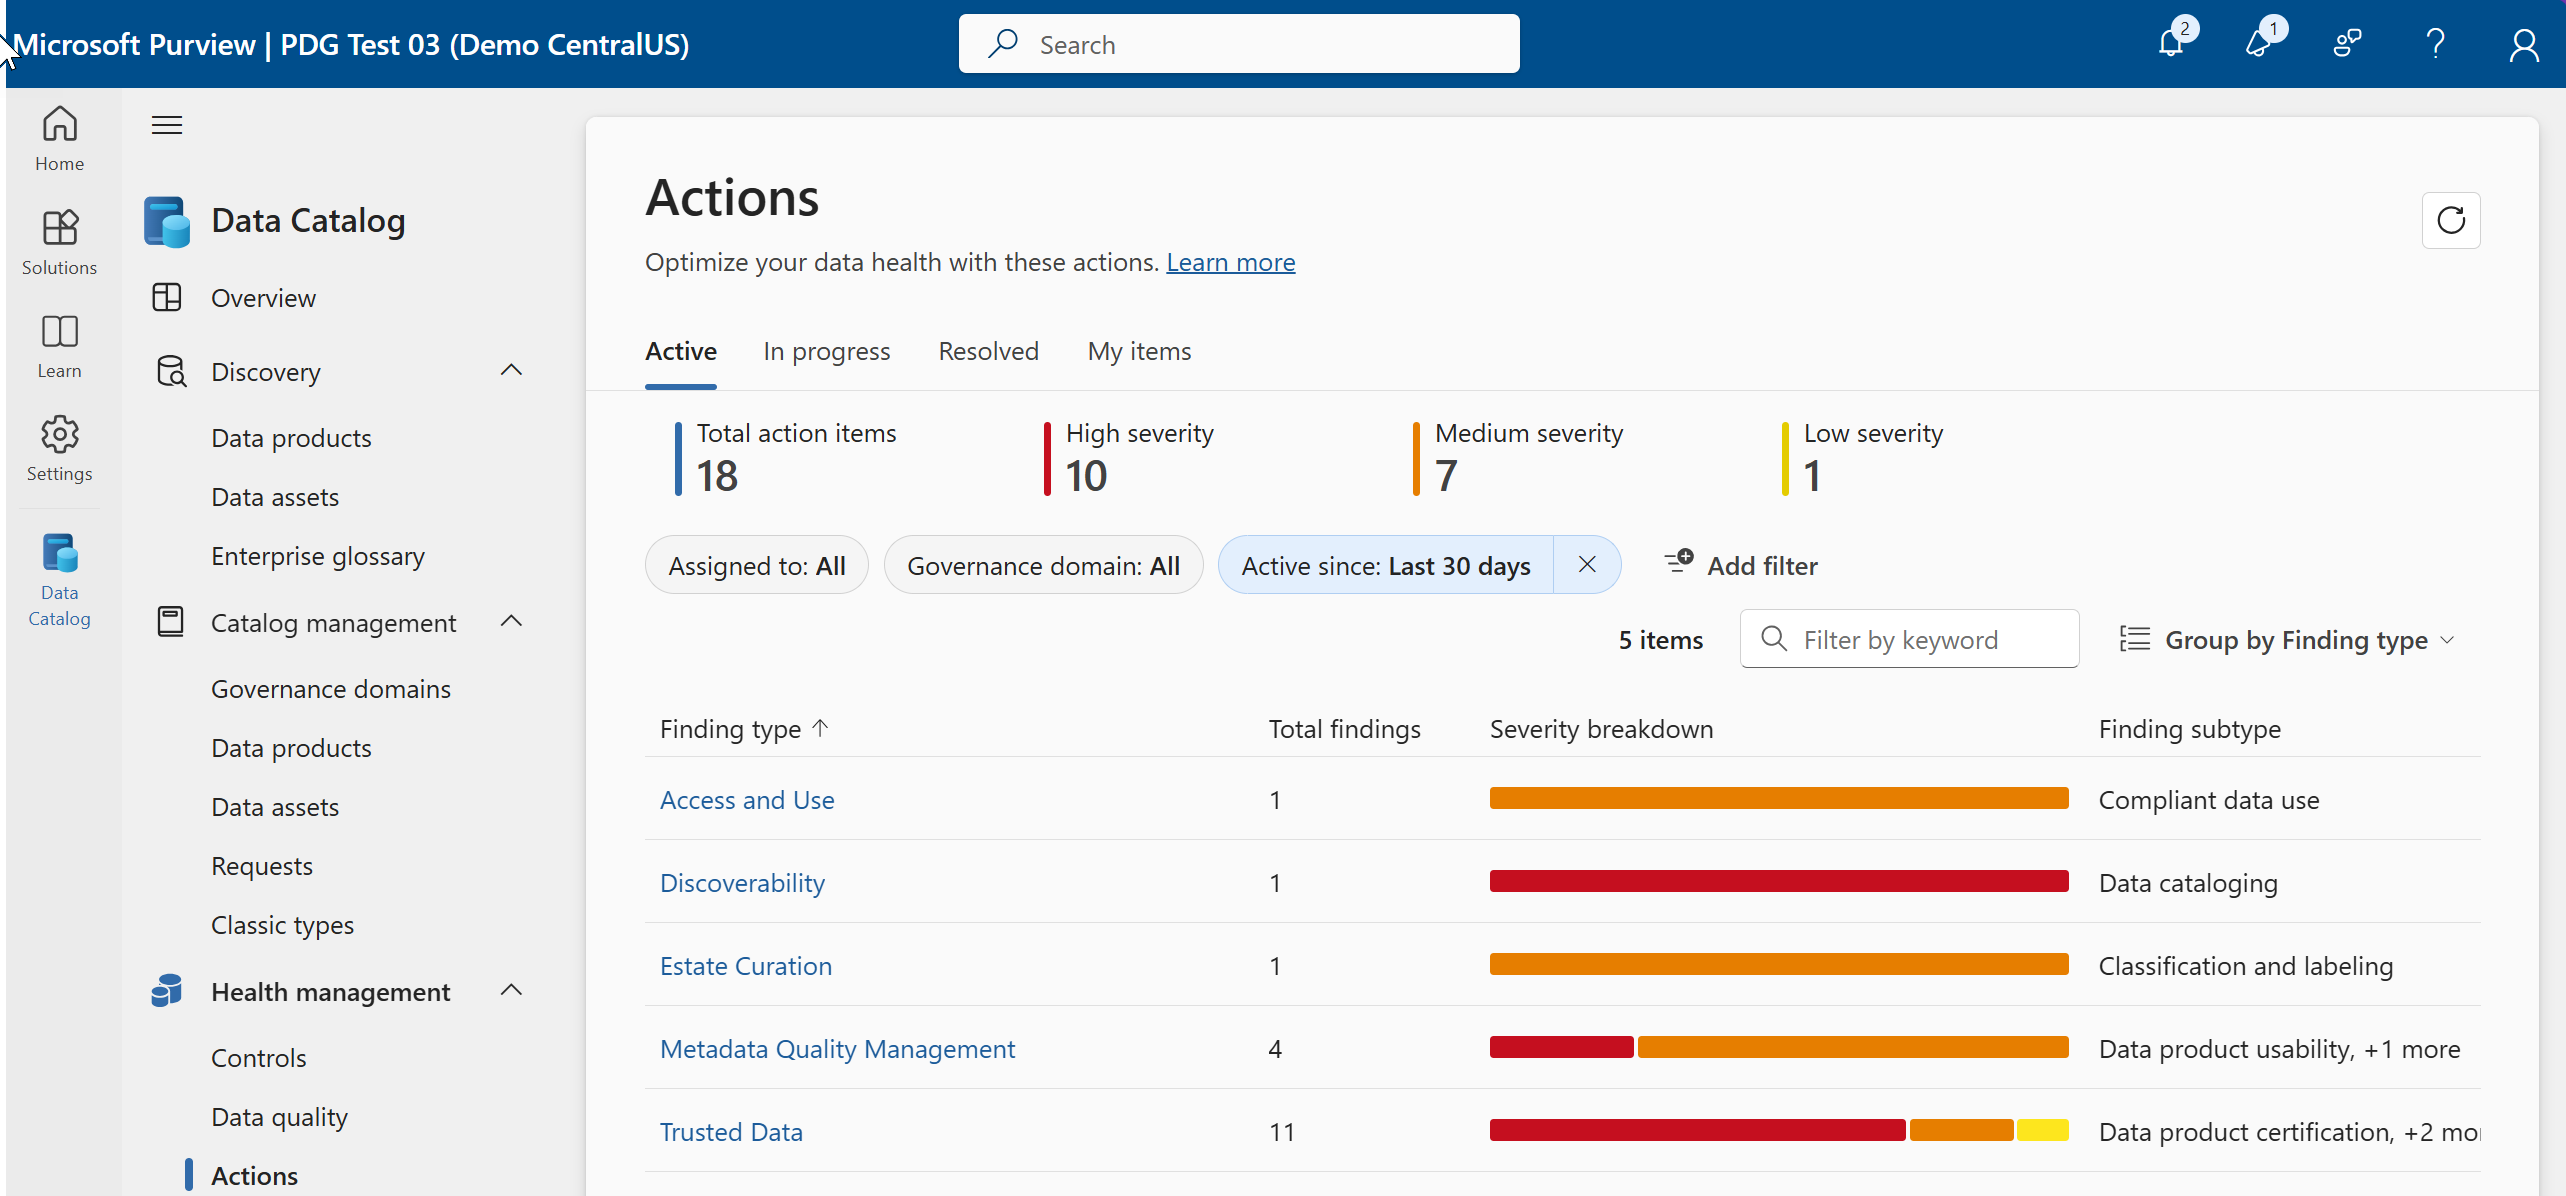 Microsoft Purview | PDG Test 03 (Demo CentralUS)
Search
2
1
Home
Solutions
Learn
Settings
Data
Catalog
Data Catalog
Overview
Discovery
Data products
Data assets
Enterprise glossary
Catalog management
Governance domains
Data products
Data assets
Requests
Classic types
Health management
Controls
Data quality
Actions
Actions
Optimize your data health with these actions. Learn more
Active In progress Resolved My items
Total action items High severity Medium severity Low severity
18 10 7 1
Assigned to: All Governance domain: All Active since: Last 30 days Add filter
5 items Filter by keyword Group by Finding type
Finding type Total findings Severity breakdown Finding subtype
Access and Use 1 Compliant data use
Discoverability 1 Data cataloging
Estate Curation 1 Classification and labeling
Metadata Quality Management 4 Data product usability, +1 more
Trusted Data 11 Data product certification, +2 mo